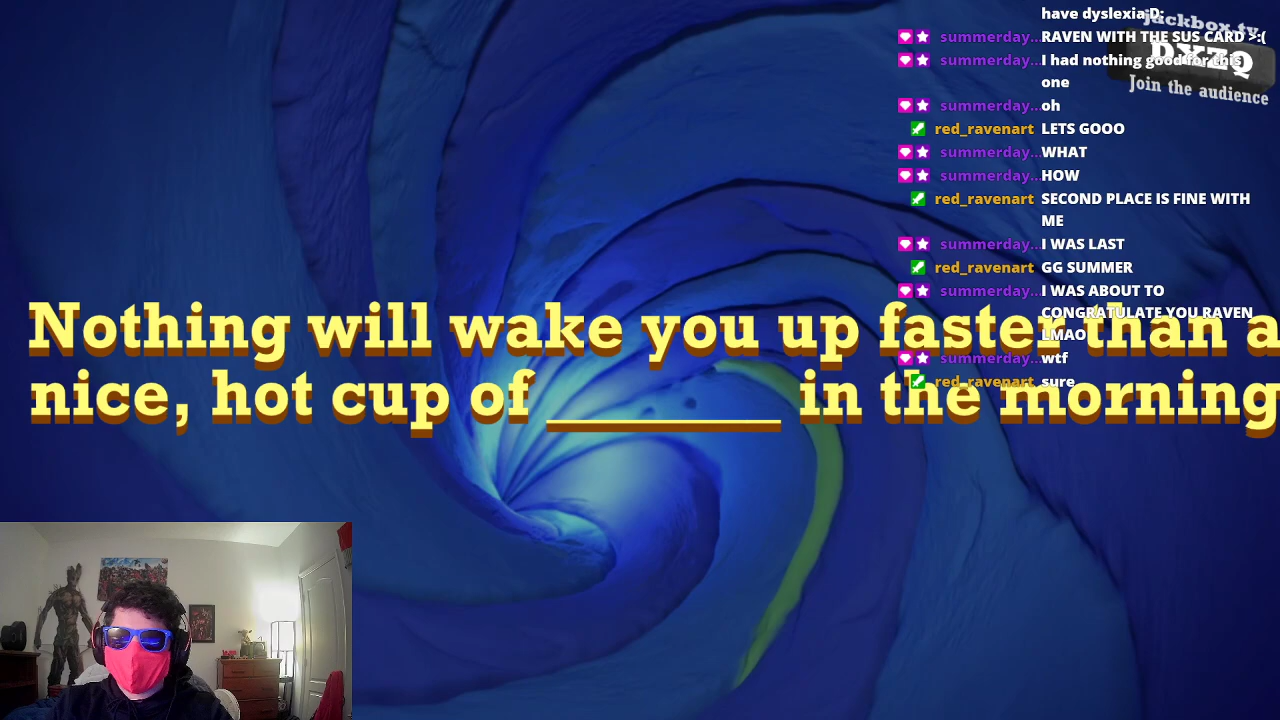 have dyslexia D:
jackbox.tv
summerday... RAVEN WITH THE SUS CARD >:(
DXZQ
summerday... I had nothing good for this
one
Join the audience
summerday... oh
red_ravenart LETS GOOO
summerday... WHAT
summerday... HOW
red_ravenart SECOND PLACE IS FINE WITH
ME
summerday... I WAS LAST
red_ravenart GG SUMMER
summerday... I WAS ABOUT TO
CONGRATULATE YOU RAVEN
LMAO
summerday... wtf
red_ravenart sure
Nothing will wake you up faster than a
nice, hot cup of ________ in the morning